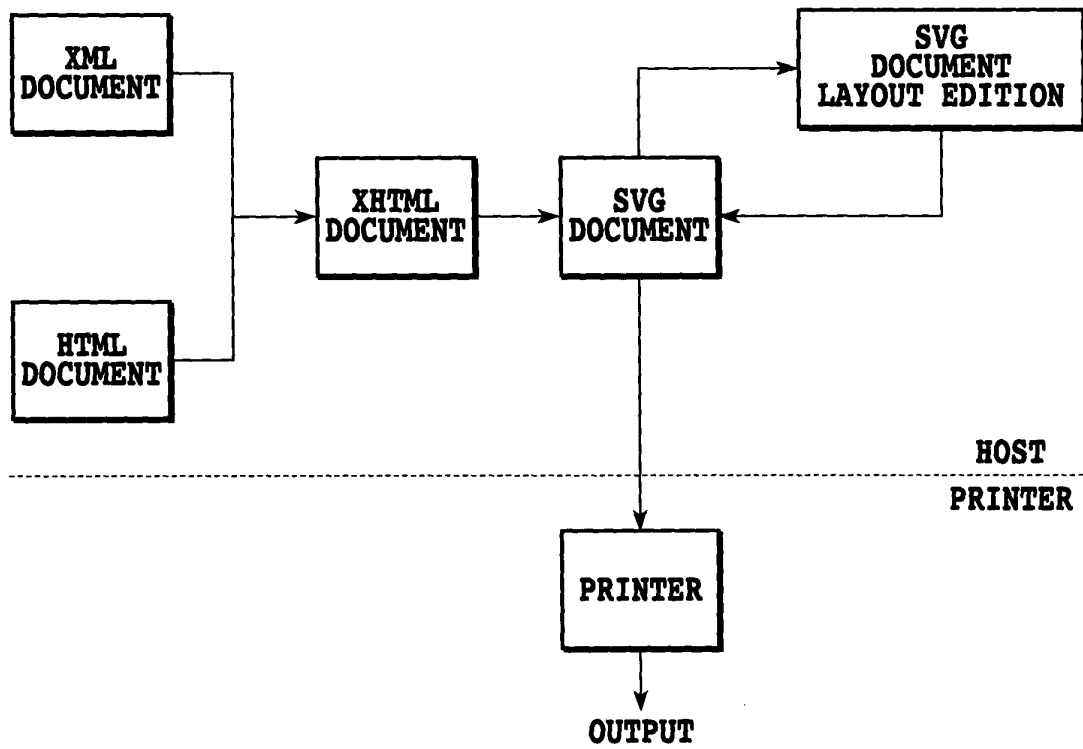 XML
DOCUMENT
SVG
DOCUMENT
LAYOUT EDITION
XHTML
DOCUMENT
SVG
DOCUMENT
HTML
DOCUMENT
HOST
PRINTER
PRINTER
OUTPUT